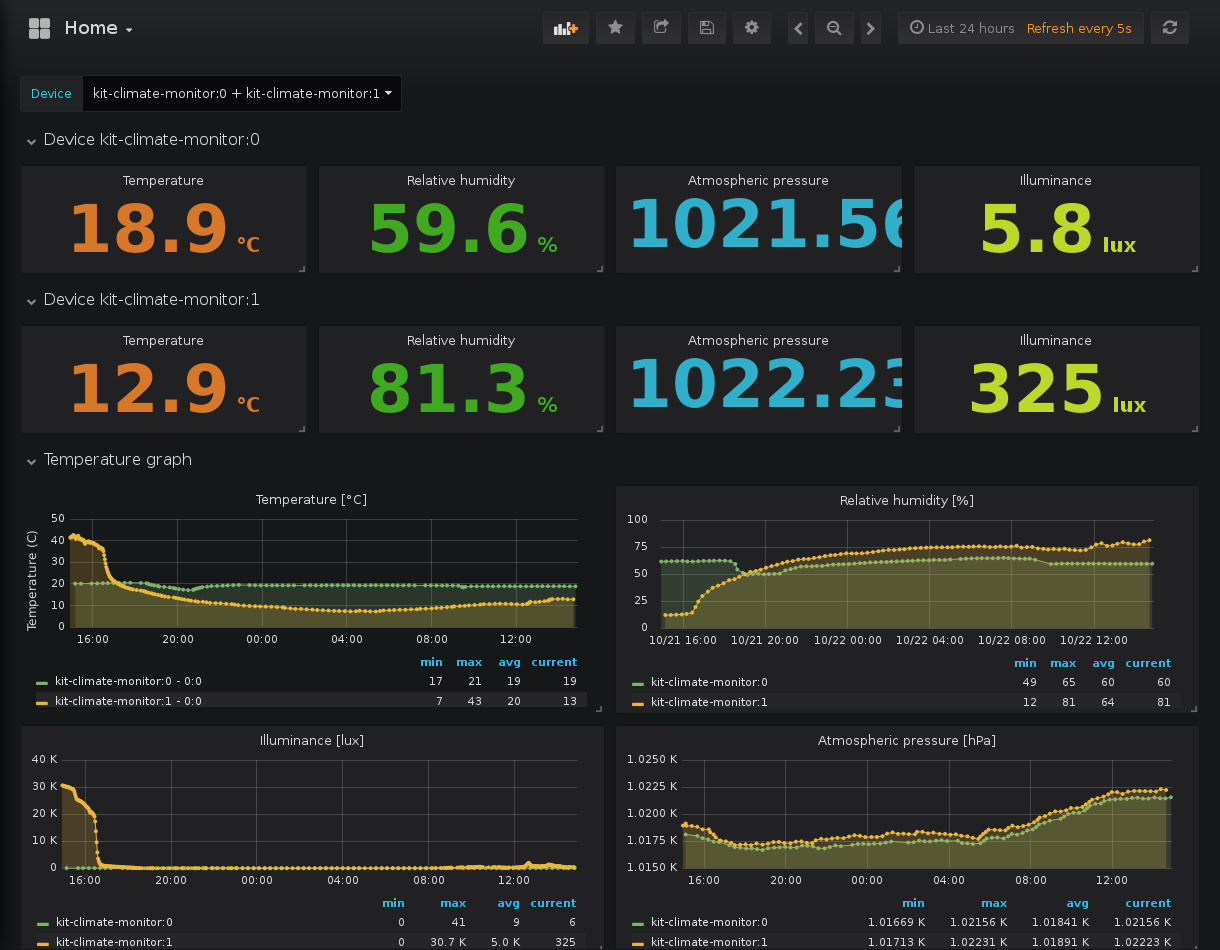 Home
Last 24 hours Refresh every 5s
Device kit-climate-monitor:0 + kit-climate-monitor:1
Device kit-climate-monitor:0
Temperature Relative humidity Atmospheric pressure Illuminance
18.9 °C 59.6 % 1021.56 5.8 lux
Device kit-climate-monitor:1
Temperature Relative humidity Atmospheric pressure Illuminance
12.9 °C 81.3 % 1022.23 325 lux
Temperature graph
Temperature [°C]
Temperature (C)
50
40
30
20
10
0
16:00 20:00 00:00 04:00 08:00 12:00
min max avg current
kit-climate-monitor:0 - 0:0 17 21 19 19
kit-climate-monitor:1 - 0:0 7 43 20 13
Relative humidity [%]
100
75
50
25
0
10/21 16:00 10/21 20:00 10/22 00:00 10/22 04:00 10/22 08:00 10/22 12:00
min max avg current
kit-climate-monitor:0 49 65 60 60
kit-climate-monitor:1 12 81 64 81
Illuminance [lux]
40 K
30 K
20 K
10 K
0
16:00 20:00 00:00 04:00 08:00 12:00
min max avg current
kit-climate-monitor:0 0 41 9 6
kit-climate-monitor:1 0 30.7 K 5.0 K 325
Atmospheric pressure [hPa]
1.0250 K
1.0225 K
1.0200 K
1.0175 K
1.0150 K
16:00 20:00 00:00 04:00 08:00 12:00
min max avg current
kit-climate-monitor:0 1.01669 K 1.02156 K 1.01841 K 1.02156 K
kit-climate-monitor:1 1.01713 K 1.02231 K 1.01891 K 1.02223 K